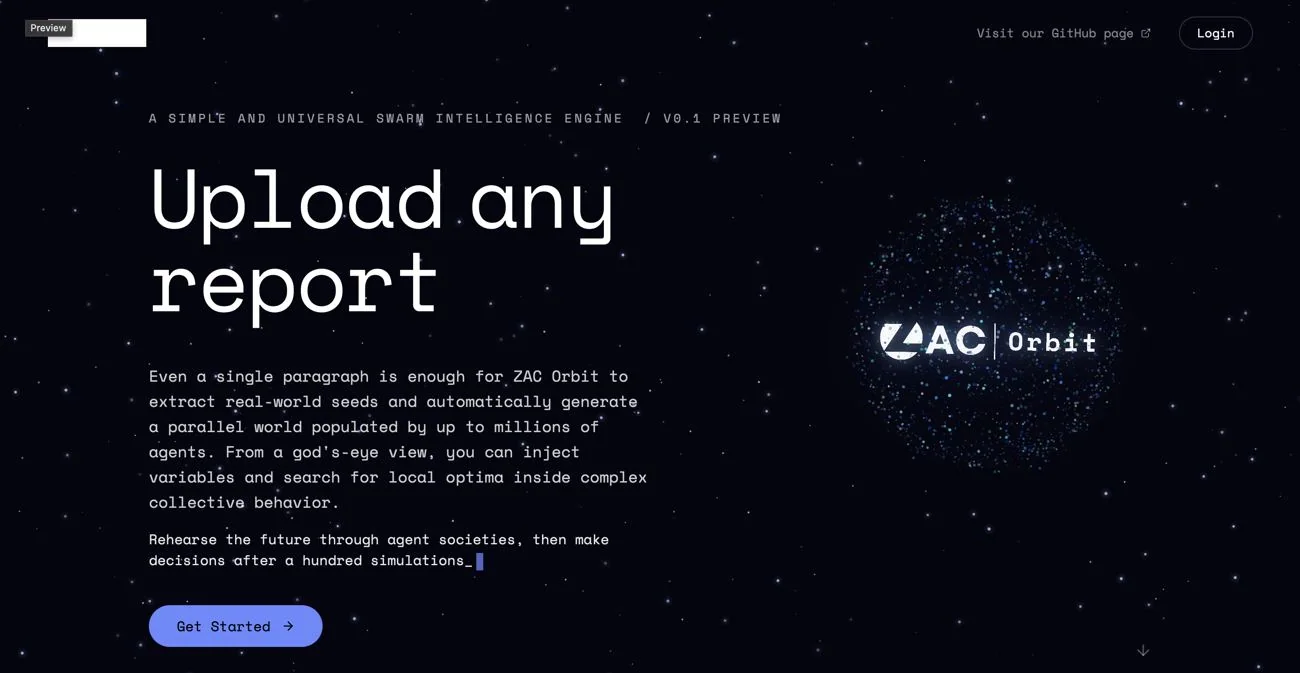 Preview
Visit our GitHub page
Login
A SIMPLE AND UNIVERSAL SWARM INTELLIGENCE ENGINE / V0.1 PREVIEW
Upload any
report
ZAC | Orbit
Even a single paragraph is enough for ZAC Orbit to
extract real-world seeds and automatically generate
a parallel world populated by up to millions of
agents. From a god's-eye view, you can inject
variables and search for local optima inside complex
collective behavior.
Rehearse the future through agent societies, then make
decisions after a hundred simulations_
Get Started →